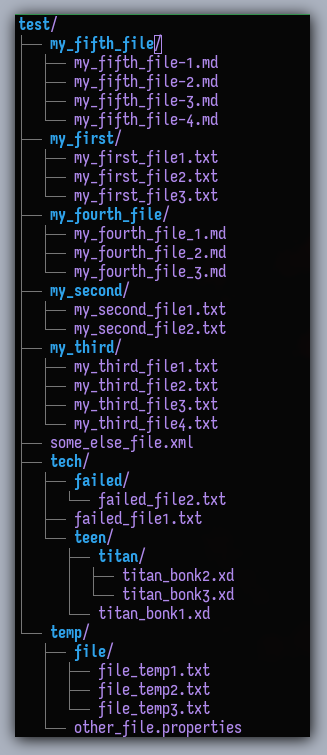 test/
my_fifth_file/
my_fifth_file-1.md
my_fifth_file-2.md
my_fifth_file-3.md
my_fifth_file-4.md
my_first/
my_first_file1.txt
my_first_file2.txt
my_first_file3.txt
my_fourth_file/
my_fourth_file_1.md
my_fourth_file_2.md
my_fourth_file_3.md
my_second/
my_second_file1.txt
my_second_file2.txt
my_third/
my_third_file1.txt
my_third_file2.txt
my_third_file3.txt
my_third_file4.txt
some_else_file.xml
tech/
failed/
failed_file2.txt
failed_file1.txt
teen/
titan/
titan_bonk2.xd
titan_bonk3.xd
titan_bonk1.xd
temp/
file/
file_temp1.txt
file_temp2.txt
file_temp3.txt
other_file.properties